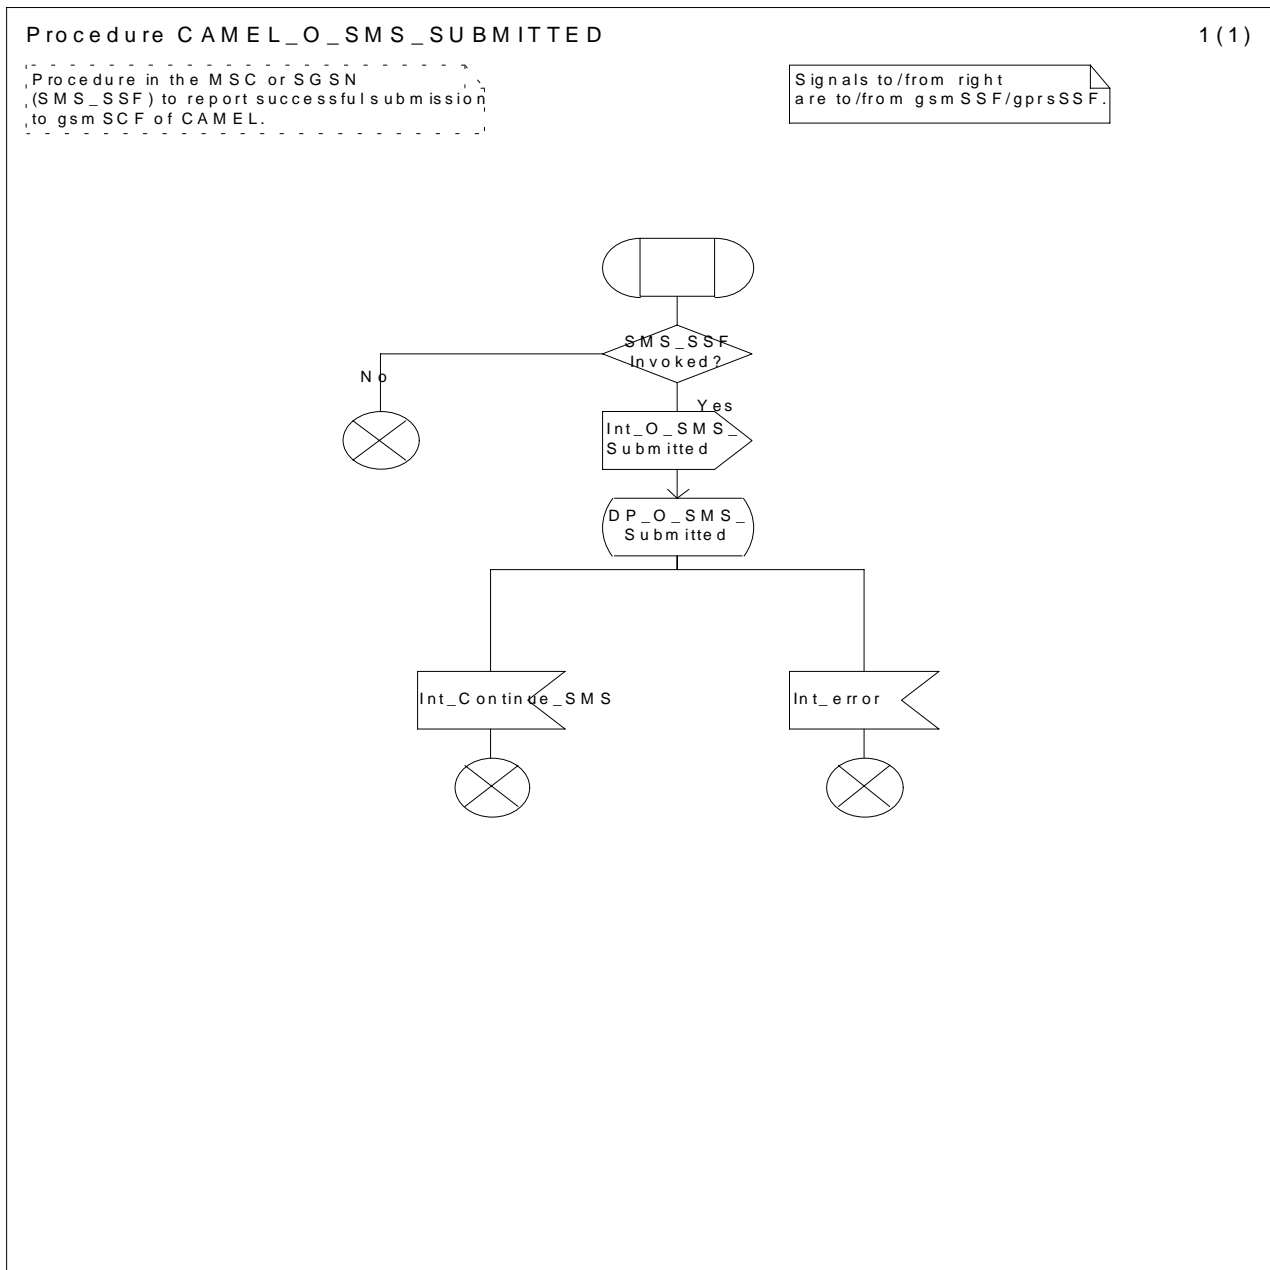 Procedure CAMEL_O_SMS_SUBMITTED
1(1)
Procedure in the MSC or SGSN
(SMS_SSF) to report successful submission
to gsmSCF of CAMEL.
Signals to/from right
are to/from gsmSSF/gprsSSF.
SMS_SSF
Invoked?
No
Yes
Int_O_SMS_
Submitted
DP_O_SMS_
Submitted
Int_Continue_SMS
Int_error